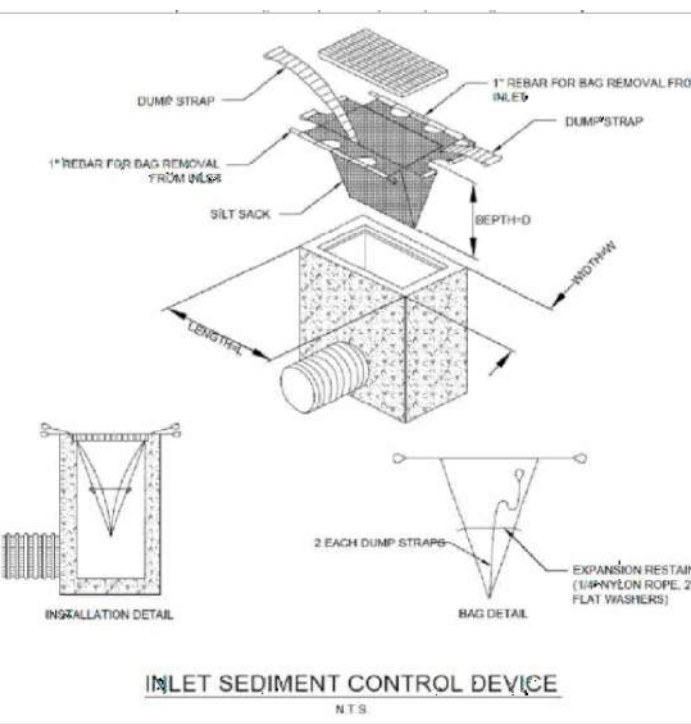 DUMP STRAP
1" REBAR FOR BAG REMOVAL FRO
INLET
DUMP STRAP
1" REBAR FOR BAG REMOVAL
FROM INLET
SILT SACK
DEPTH=D
WIDTH=W
LENGTH=L
2 EACH DUMP STRAPS
EXPANSION RESTAIN
(1/4" NYLON ROPE, 2
FLAT WASHERS)
INSTALLATION DETAIL
BAG DETAIL
INLET SEDIMENT CONTROL DEVICE
N.T.S.